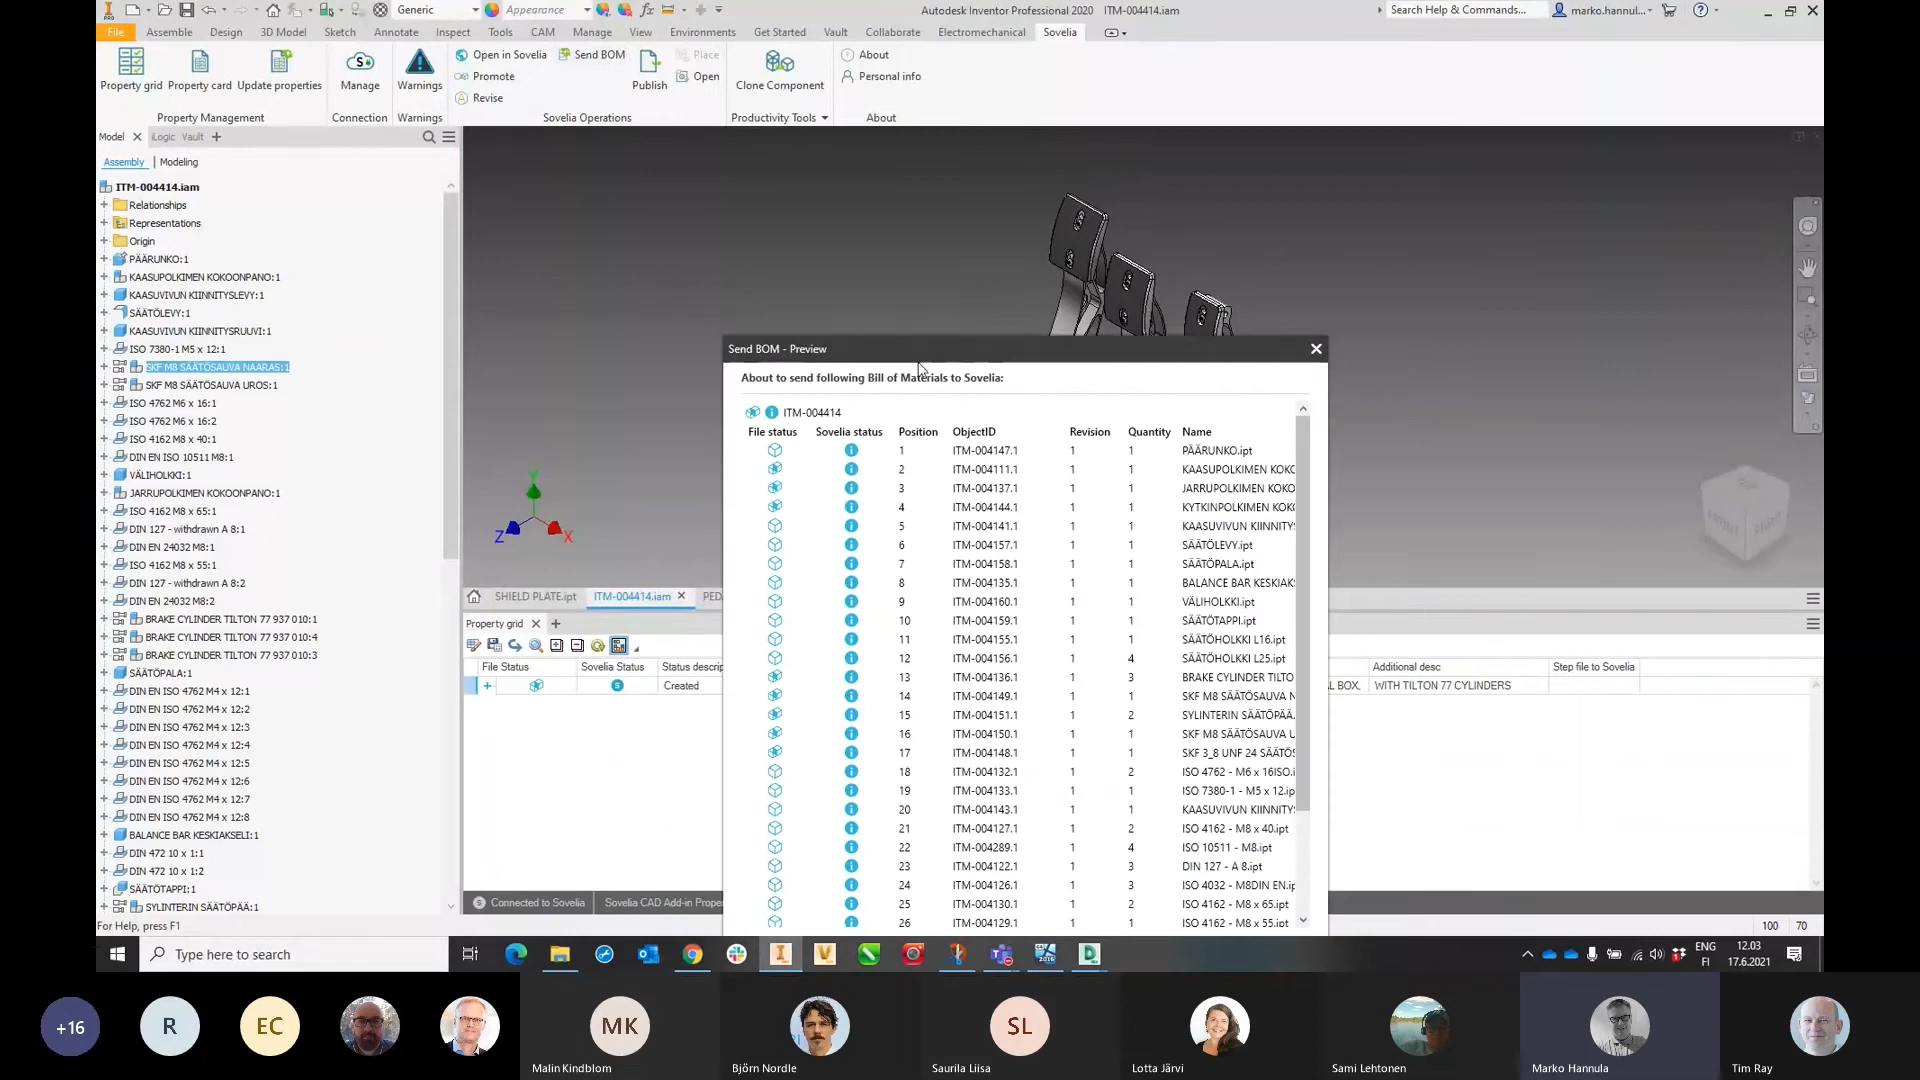 Generic
Appearance
Autodesk Inventor Professional 2020 ITM-004414.iam
Search Help & Commands...
marko.hannul...
File Assemble Design 3D Model Sketch Annotate Inspect Tools CAM Manage View Environments Get Started Vault Collaborate Electromechanical Sovelia
Property grid Property card Update properties
Manage
Warnings
Open in Sovelia
Promote
Revise
Send BOM
Publish
Place
Open
Clone Component
About
Personal info
Property Management Connection Warnings Sovelia Operations Productivity Tools About
Model iLogic Vault
Assembly Modeling
ITM-004414.iam
Relationships
Representations
Origin
PÄÄRUNKO:1
KAASUPOLKIMEN KOKOONPANO:1
KAASUVIVUN KIINNITYSLEVY:1
SÄÄTÖLEVY:1
KAASUVIVUN KIINNITYSRUUVI:1
ISO 7380-1 M5 x 12:1
SKF M8 SÄÄTÖSAUVA NAARAS:1
SKF M8 SÄÄTÖSAUVA UROS:1
ISO 4762 M6 x 16:1
ISO 4762 M6 x 16:2
ISO 4162 M8 x 40:1
DIN EN ISO 10511 M8:1
VÄLIHOLKKI:1
JARRUPOLKIMEN KOKOONPANO:1
ISO 4162 M8 x 65:1
DIN 127 - withdrawn A 8:1
DIN EN 24032 M8:1
ISO 4162 M8 x 55:1
DIN 127 - withdrawn A 8:2
DIN EN 24032 M8:2
BRAKE CYLINDER TILTON 77 937 010:1
BRAKE CYLINDER TILTON 77 937 010:4
BRAKE CYLINDER TILTON 77 937 010:3
SÄÄTÖPALA:1
DIN EN ISO 4762 M4 x 12:1
DIN EN ISO 4762 M4 x 12:2
DIN EN ISO 4762 M4 x 12:3
DIN EN ISO 4762 M4 x 12:4
DIN EN ISO 4762 M4 x 12:5
DIN EN ISO 4762 M4 x 12:6
DIN EN ISO 4762 M4 x 12:7
DIN EN ISO 4762 M4 x 12:8
BALANCE BAR KESKIAKSELI:1
DIN 472 10 x 1:1
DIN 472 10 x 1:2
SÄÄTÖTAPPI:1
SYLINTERIN SÄÄTÖPÄÄ:1
For Help, press F1
Y
Z
X
SHIELD PLATE.ipt ITM-004414.iam PED
Property grid
File Status Sovelia Status Status descrip
Created
Additional desc Step file to Sovelia
L BOX, WITH TILTON 77 CYLINDERS
Connected to Sovelia Sovelia CAD Add-in Proper
Send BOM - Preview
About to send following Bill of Materials to Sovelia:
ITM-004414
File status Sovelia status Position ObjectID Revision Quantity Name
1 ITM-004147.1 1 1 PÄÄRUNKO.ipt
2 ITM-004111.1 1 1 KAASUPOLKIMEN KOKC
3 ITM-004137.1 1 1 JARRUPOLKIMEN KOKO
4 ITM-004144.1 1 1 KYTKINPOLKIMEN KOK
5 ITM-004141.1 1 1 KAASUVIVUN KIINNITY
6 ITM-004157.1 1 1 SÄÄTÖLEVY.ipt
7 ITM-004158.1 1 1 SÄÄTÖPALA.ipt
8 ITM-004135.1 1 1 BALANCE BAR KESKIAK
9 ITM-004160.1 1 1 VÄLIHOLKKI.ipt
10 ITM-004159.1 1 1 SÄÄTÖTAPPI.ipt
11 ITM-004155.1 1 1 SÄÄTÖHOLKKI L16.ipt
12 ITM-004156.1 1 4 SÄÄTÖHOLKKI L25.ipt
13 ITM-004136.1 1 3 BRAKE CYLINDER TILTO
14 ITM-004149.1 1 1 SKF M8 SÄÄTÖSAUVA N
15 ITM-004151.1 1 2 SYLINTERIN SÄÄTÖPÄÄ.
16 ITM-004150.1 1 1 SKF M8 SÄÄTÖSAUVA U
17 ITM-004148.1 1 1 SKF 3_8 UNF 24 SÄÄTÖS
18 ITM-004132.1 1 2 ISO 4762 - M6 x 16ISO.i
19 ITM-004133.1 1 1 ISO 7380-1 - M5 x 12.ip
20 ITM-004143.1 1 1 KAASUVIVUN KIINNITY
21 ITM-004127.1 1 2 ISO 4162 - M8 x 40.ipt
22 ITM-004289.1 1 4 ISO 10511 - M8.ipt
23 ITM-004122.1 1 3 DIN 127 - A 8.ipt
24 ITM-004126.1 1 3 ISO 4032 - M8DIN EN.ip
25 ITM-004130.1 1 2 ISO 4162 - M8 x 65.ipt
26 ITM-004129.1 1 1 ISO 4162 - M8 x 55.ipt
100 70
Type here to search
ENG
FI
12.03
17.6.2021
+16
R
EC
MK
SL
Malin Kindblom
Björn Nordle
Saurila Liisa
Lotta Järvi
Sami Lehtonen
Marko Hannula
Tim Ray